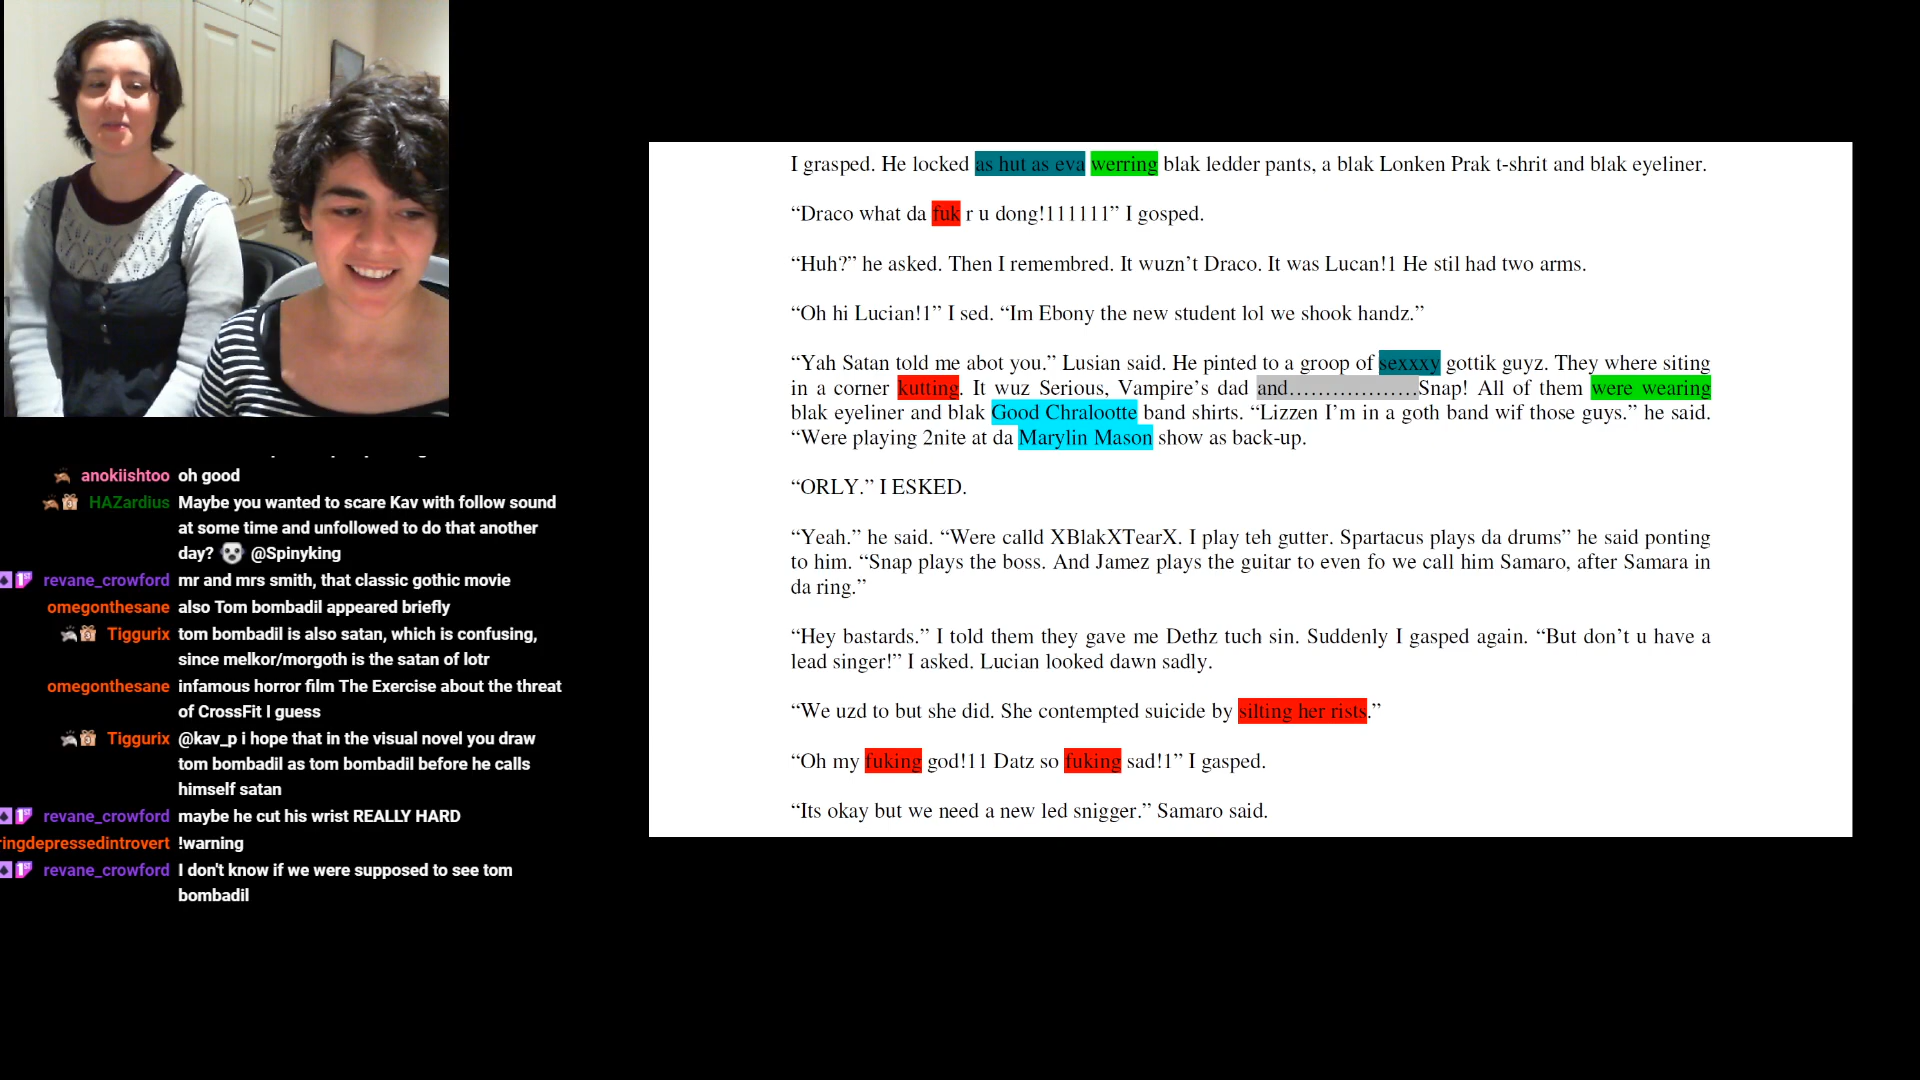 anokiishtoo oh good
HAZardius Maybe you wanted to scare Kav with follow sound
at some time and unfollowed to do that another
day? @Spinyking
revane_crowford mr and mrs smith, that classic gothic movie
omegonthesane also Tom bombadil appeared briefly
Tiggurix tom bombadil is also satan, which is confusing,
since melkor/morgoth is the satan of lotr
omegonthesane infamous horror film The Exercise about the threat
of CrossFit I guess
Tiggurix @kav_p i hope that in the visual novel you draw
tom bombadil as tom bombadil before he calls
himself satan
revane_crowford maybe he cut his wrist REALLY HARD
ringdepressedintrovert !warning
revane_crowford I don't know if we were supposed to see tom
bombadil
I grasped. He locked as hut as eva werring blak ledder pants, a blak Lonken Prak t-shrit and blak eyeliner.
“Draco what da fuk r u dong!111111” I gosped.
“Huh?” he asked. Then I remembred. It wuzn’t Draco. It was Lucan!1 He stil had two arms.
“Oh hi Lucian!1” I sed. “Im Ebony the new student lol we shook handz.”
“Yah Satan told me abot you.” Lusian said. He pinted to a groop of sexxxy gottik guyz. They where siting
in a corner kutting. It wuz Serious, Vampire’s dad and………………Snap! All of them were wearing
blak eyeliner and blak Good Chralootte band shirts. “Lizzen I’m in a goth band wif those guys.” he said.
“Were playing 2nite at da Marylin Mason show as back-up.
“ORLY.” I ESKED.
“Yeah.” he said. “Were calld XBlakXTearX. I play teh gutter. Spartacus plays da drums” he said ponting
to him. “Snap plays the boss. And Jamez plays the guitar to even fo we call him Samaro, after Samara in
da ring.”
“Hey bastards.” I told them they gave me Dethz tuch sin. Suddenly I gasped again. “But don’t u have a
lead singer!” I asked. Lucian looked dawn sadly.
“We uzd to but she did. She contempted suicide by silting her rists.”
“Oh my fuking god!11 Datz so fuking sad!1” I gasped.
“Its okay but we need a new led snigger.” Samaro said.